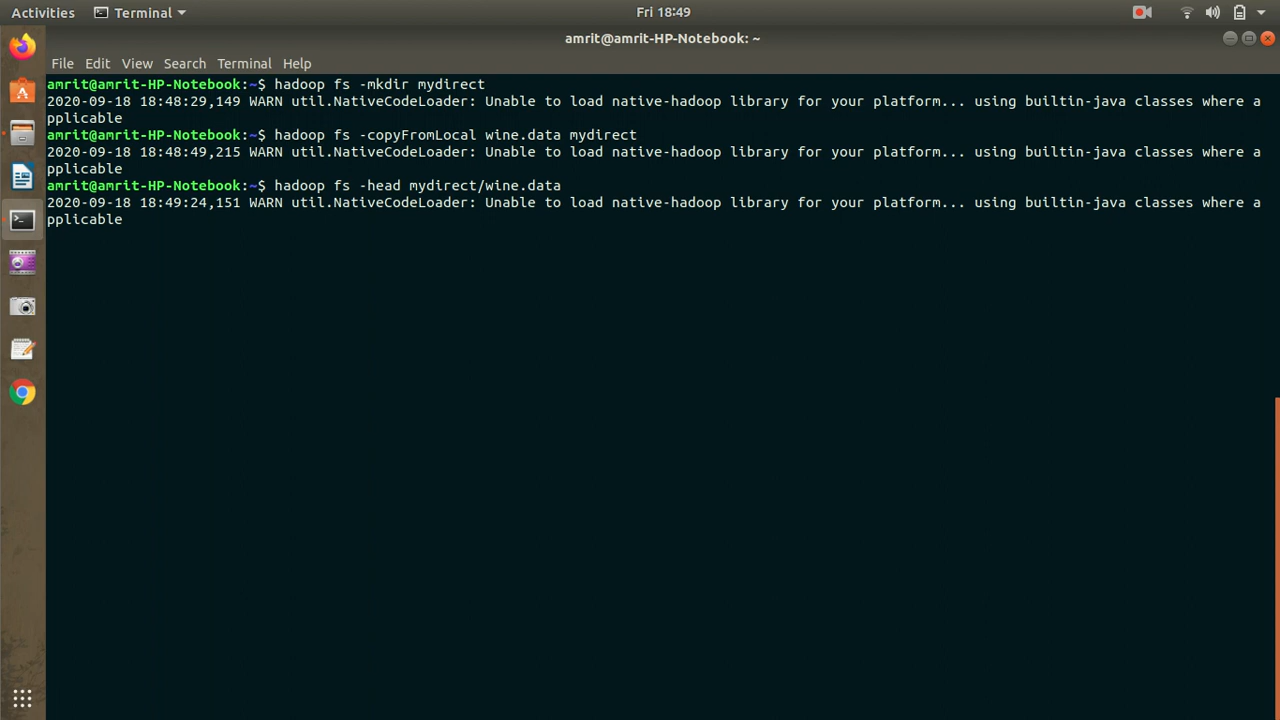 Activities Terminal Fri 18:49
amrit@amrit-HP-Notebook: ~
File Edit View Search Terminal Help
amrit@amrit-HP-Notebook:~$ hadoop fs -mkdir mydirect
2020-09-18 18:48:29,149 WARN util.NativeCodeLoader: Unable to load native-hadoop library for your platform... using builtin-java classes where a
pplicable
amrit@amrit-HP-Notebook:~$ hadoop fs -copyFromLocal wine.data mydirect
2020-09-18 18:48:49,215 WARN util.NativeCodeLoader: Unable to load native-hadoop library for your platform... using builtin-java classes where a
pplicable
amrit@amrit-HP-Notebook:~$ hadoop fs -head mydirect/wine.data
2020-09-18 18:49:24,151 WARN util.NativeCodeLoader: Unable to load native-hadoop library for your platform... using builtin-java classes where a
pplicable